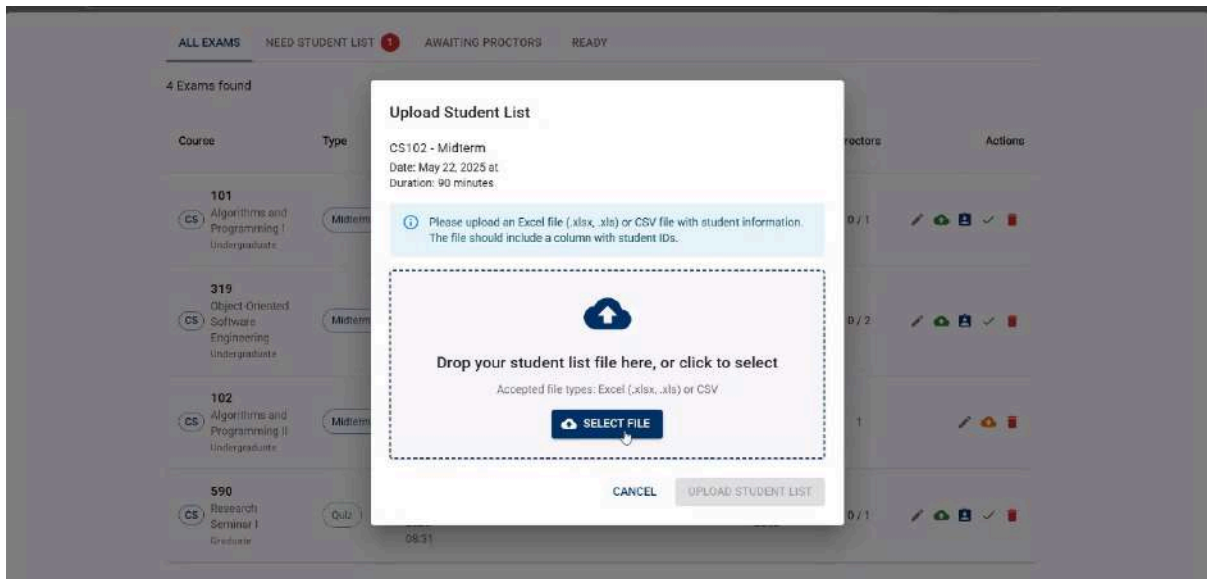 ALL EXAMS NEED STUDENT LIST 1 AWAITING PROCTORS READY
4 Exams found
Course Type Actions
Upload Student List
CS102 - Midterm
Date: May 22, 2025 at
Duration: 90 minutes
Please upload an Excel file (.xlsx, .xls) or CSV file with student information.
The file should include a column with student IDs.
Drop your student list file here, or click to select
Accepted file types: Excel (.xlsx, .xls) or CSV
SELECT FILE
CANCEL UPLOAD STUDENT LIST
101
CS Algorithms and Midterm 0 / 1
Programming I
Undergraduate
319
Object-Oriented
CS Software Midterm 0 / 2
Engineering
Undergraduate
102
CS Algorithms and Midterm 1
Programming II
Undergraduate
590
CS Research Quiz 0 / 1
Seminar I
Graduate
08:31